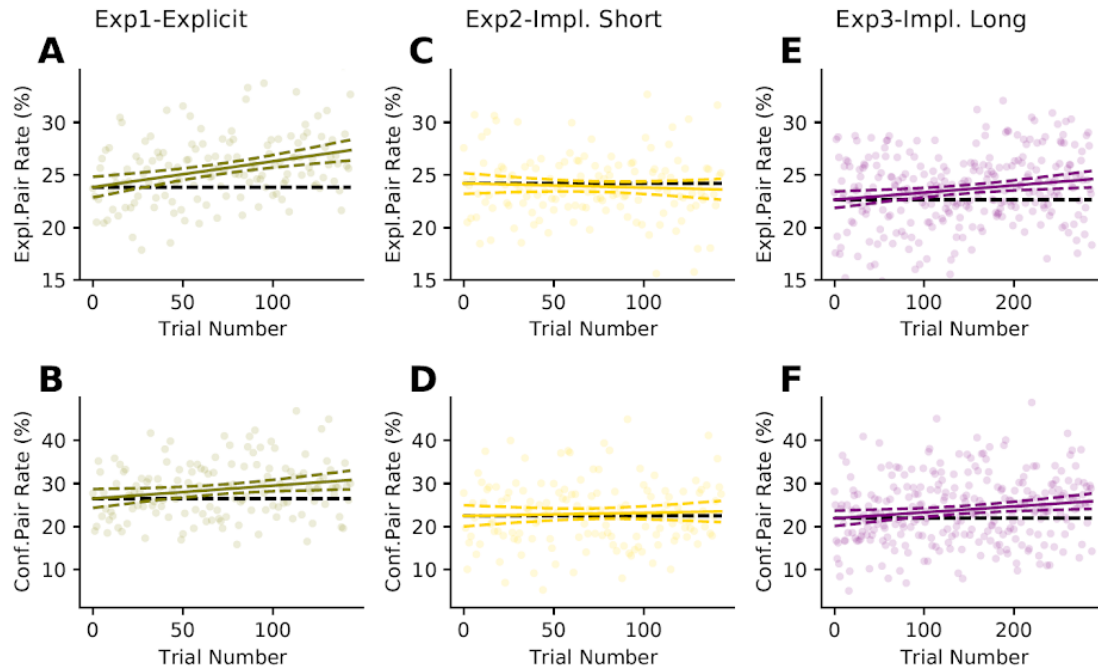 Exp1-Explicit
Exp2-Impl. Short
Exp3-Impl. Long
A
C
E
Expl.Pair Rate (%)
30
25
20
15
0
50
100
Trial Number
Expl.Pair Rate (%)
30
25
20
15
0
50
100
Trial Number
Expl.Pair Rate (%)
30
25
20
15
0
100
200
Trial Number
B
D
F
Conf.Pair Rate (%)
40
30
20
10
0
50
100
Trial Number
Conf.Pair Rate (%)
40
30
20
10
0
50
100
Trial Number
Conf.Pair Rate (%)
40
30
20
10
0
100
200
Trial Number